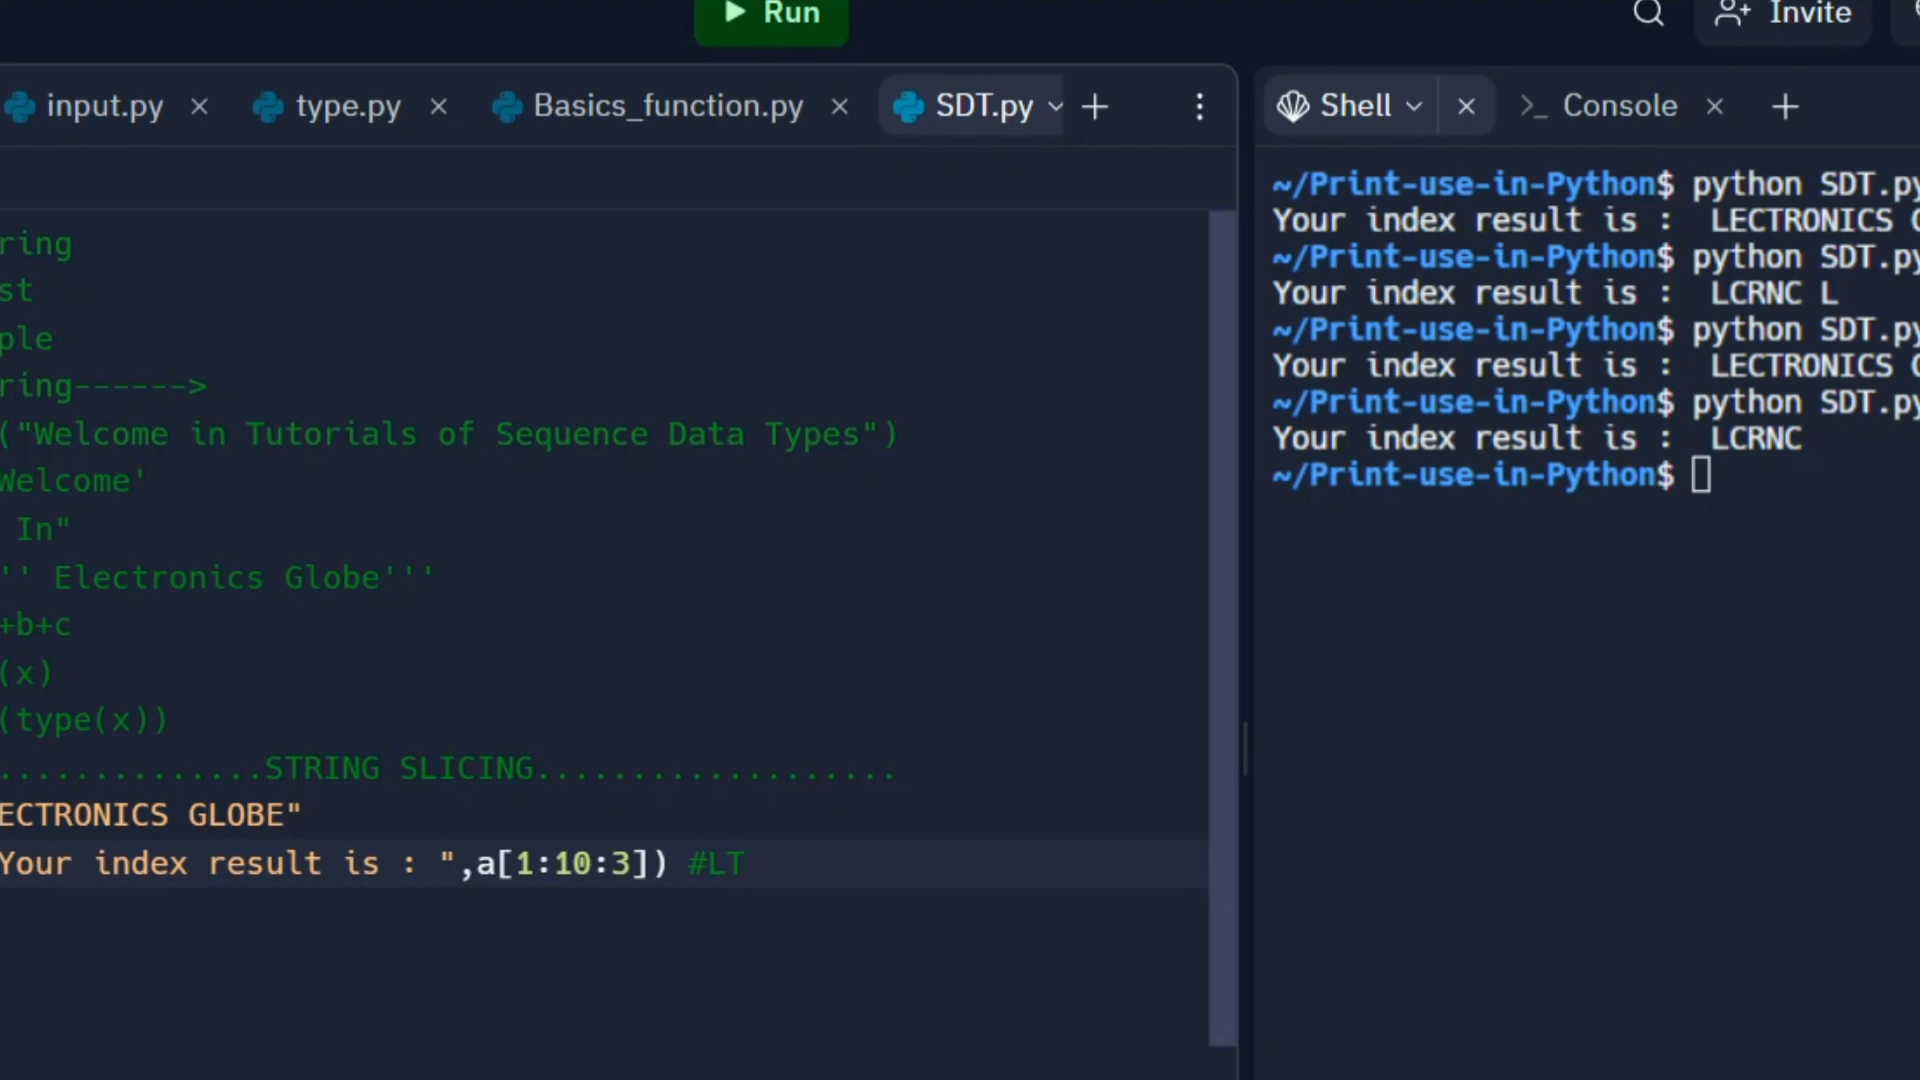 Run
Invite
input.py
type.py
Basics_function.py
SDT.py
Shell
Console
ring
st
ple
ring------>
("Welcome in Tutorials of Sequence Data Types")
Welcome'
In"
'' Electronics Globe'''
+b+c
(x)
(type(x))
..............STRING SLICING...................
ECTRONICS GLOBE"
Your index result is : ",a[1:10:3]) #LT
~/Print-use-in-Python$ python SDT.py
Your index result is :  LECTRONICS G
~/Print-use-in-Python$ python SDT.py
Your index result is :  LCRNC L
~/Print-use-in-Python$ python SDT.py
Your index result is :  LECTRONICS G
~/Print-use-in-Python$ python SDT.py
Your index result is :  LCRNC
~/Print-use-in-Python$